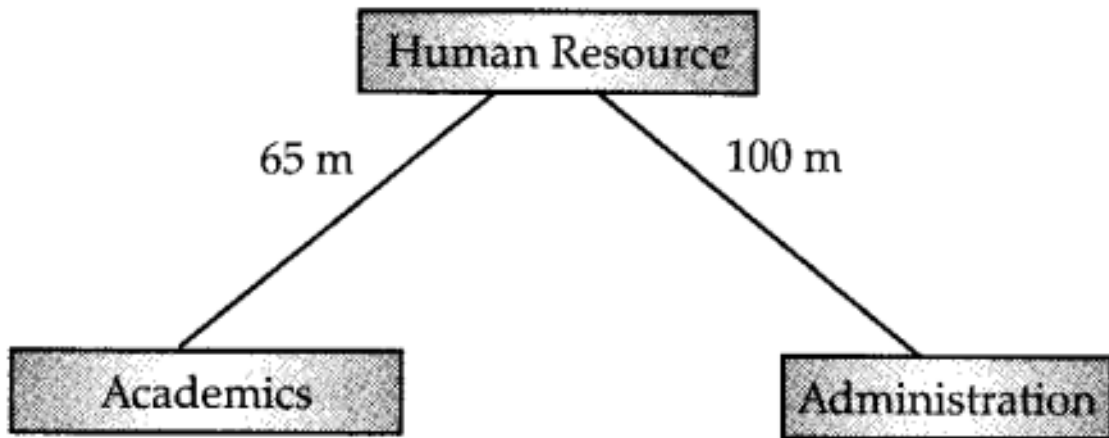 Human Resource
65 m
100 m
Academics
Administration